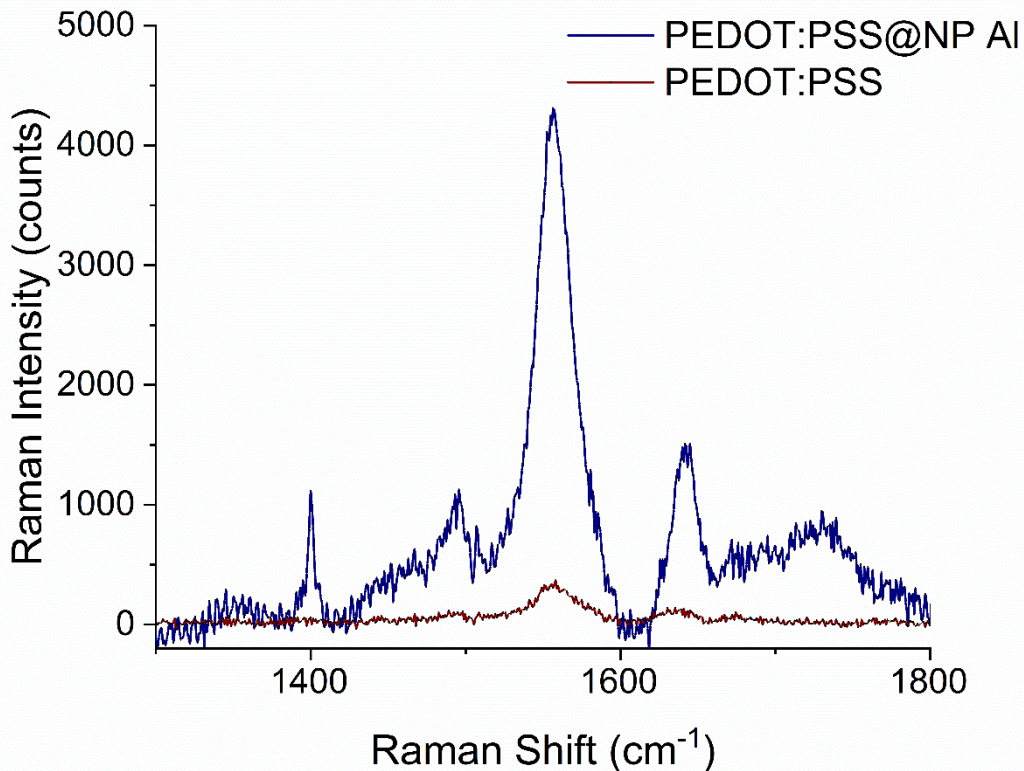 PEDOT:PSS@NP Al
PEDOT:PSS
5000
4000
3000
2000
1000
0
Raman Intensity (counts)
1400 1600 1800
Raman Shift (cm⁻¹)